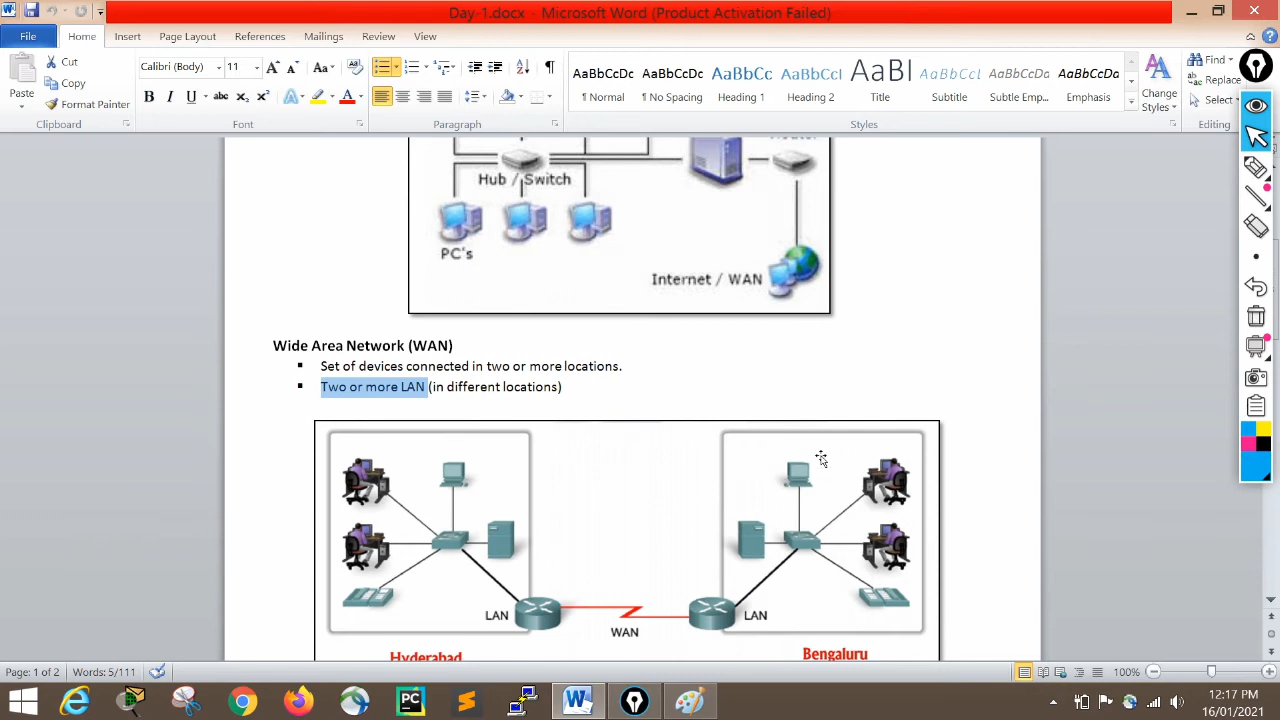 Day-1.docx - Microsoft Word (Product Activation Failed)
File Home Insert Page Layout References Mailings Review View
Cut
Copy
Format Painter
Paste
Clipboard
Calibri (Body) 11
Font
Paragraph
AaBbCcDc AaBbCcDc AaBbCc AaBbCcI AaBl AaBbCcL AaBbCcDt AaBbCcDt
¶ Normal ¶ No Spacing Heading 1 Heading 2 Title Subtitle Subtle Emp... Emphasis
Change
Styles
Styles
Find
Replace
Select
Editing
Hub / Switch
PC's
Internet / WAN
Wide Area Network (WAN)
Set of devices connected in two or more locations.
Two or more LAN (in different locations)
LAN
WAN
LAN
Hyderabad
Bengaluru
Page: 1 of 2 Words: 5/111
100%
12:17 PM
16/01/2021